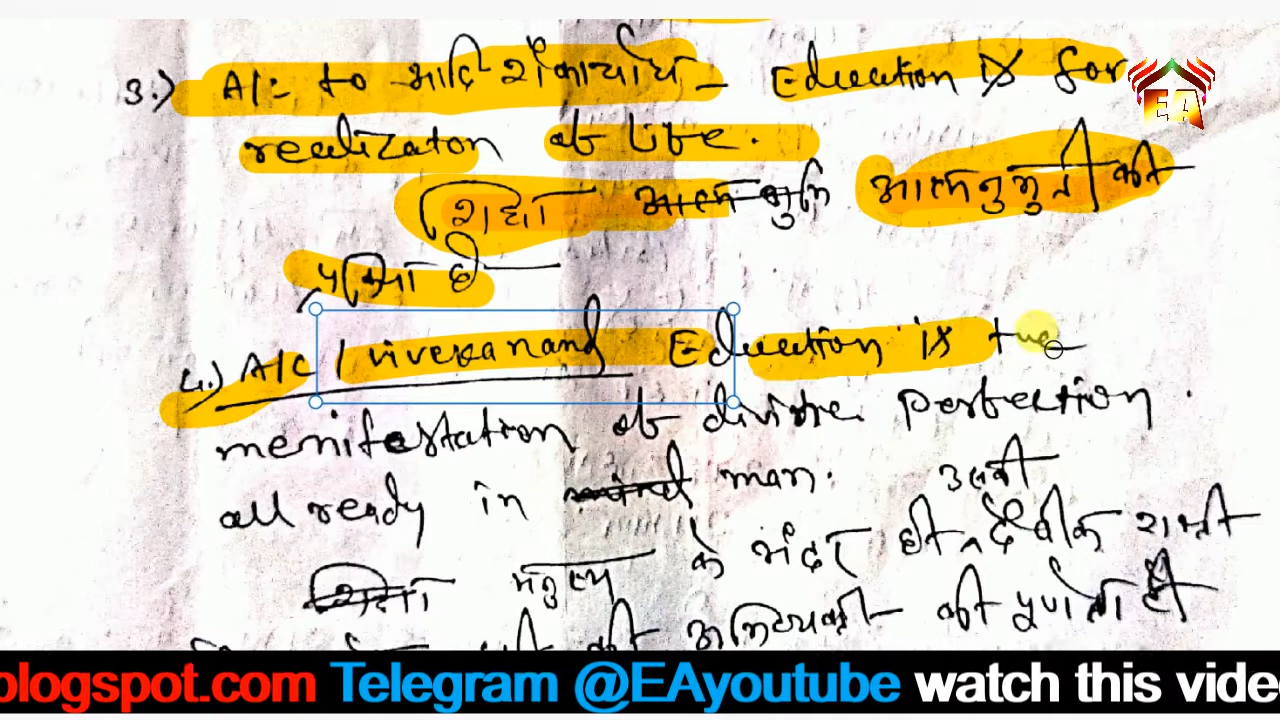 3.) A/c to आदि शंकाचार्य - Education is for
EA
realization of life.
शिक्षा आत्मनुभुती की
प्रक्रिया है
4.) A/c / vivekanand Education is the
menifestation of divine perfection.
all ready in man.
उसकी
मनुष्य के अंदर ही दैवीक शक्ती
की अभिव्यक्ती की पुर्णता है
blogspot.com Telegram @EAyoutube watch this vide